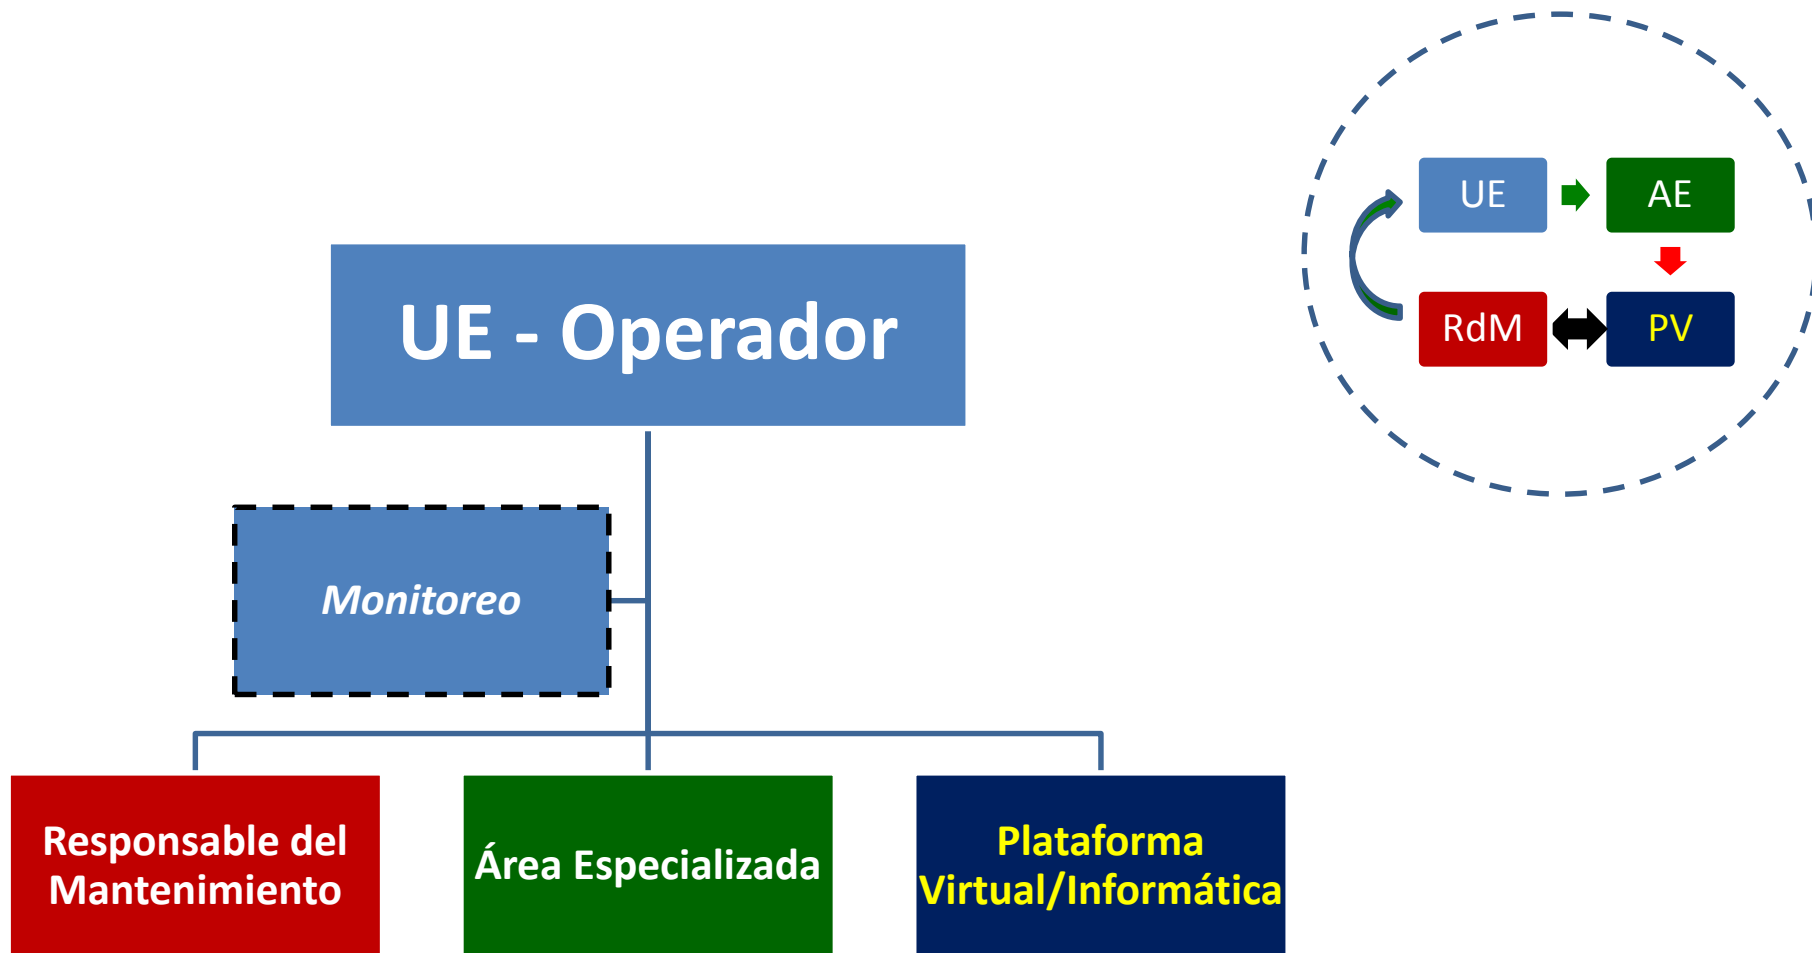 UE - Operador
Monitoreo
Responsable del
Mantenimiento
Área Especializada
Plataforma
Virtual/Informática
UE
AE
RdM
PV